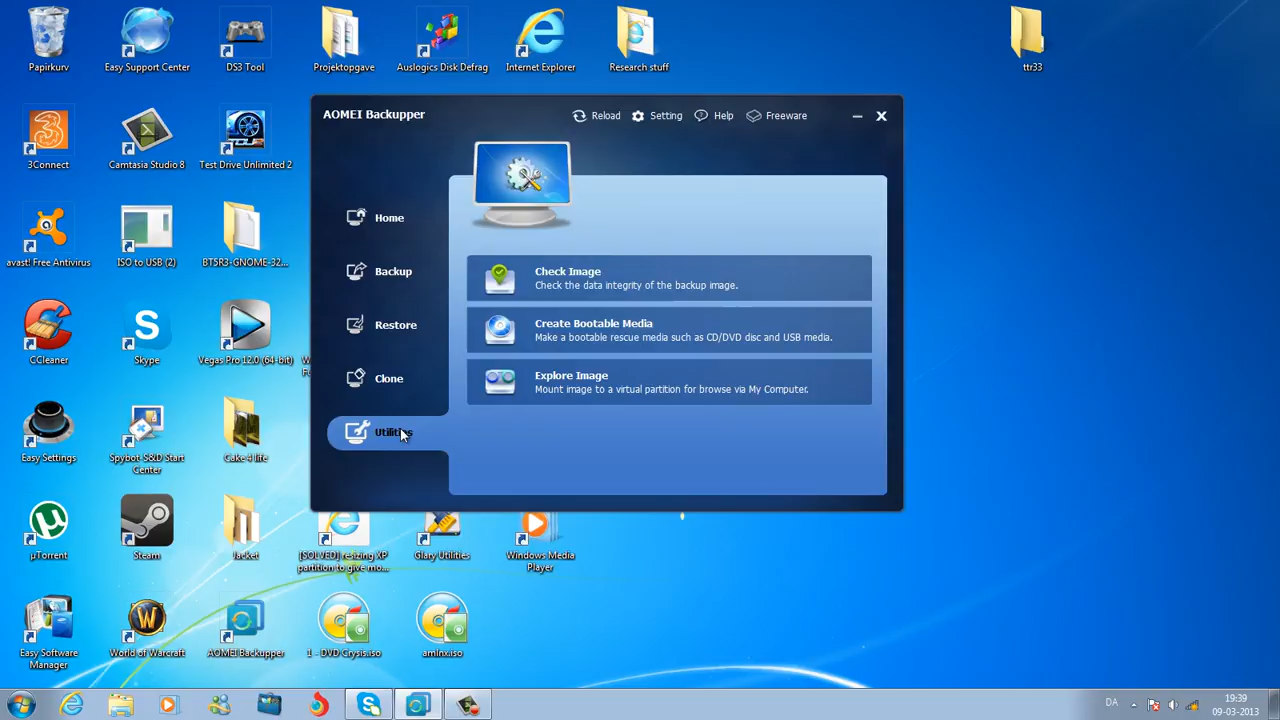 Papirkurv
Easy Support Center
DS3 Tool
Projektopgave
Auslogics Disk Defrag
Internet Explorer
Research stuff
ttr33
3Connect
Camtasia Studio 8
Test Drive Unlimited 2
avast! Free Antivirus
ISO to USB (2)
BT5R3-GNOME-32...
CCleaner
Skype
Vegas Pro 12.0 (64-bit)
Easy Settings
Spybot-S&D Start
Center
Cake 4 life
µTorrent
Steam
Jacket
[SOLVED] resizing XP
partition to give mo...
Glary Utilities
Windows Media
Player
Easy Software
Manager
World of Warcraft
AOMEI Backupper
1 - DVD Crysis.iso
aminx.iso
AOMEI Backupper
Reload
Setting
Help
Freeware
Home
Backup
Restore
Clone
Utilities
Check Image
Check the data integrity of the backup image.
Create Bootable Media
Make a bootable rescue media such as CD/DVD disc and USB media.
Explore Image
Mount image to a virtual partition for browse via My Computer.
DA
19:39
09-03-2013